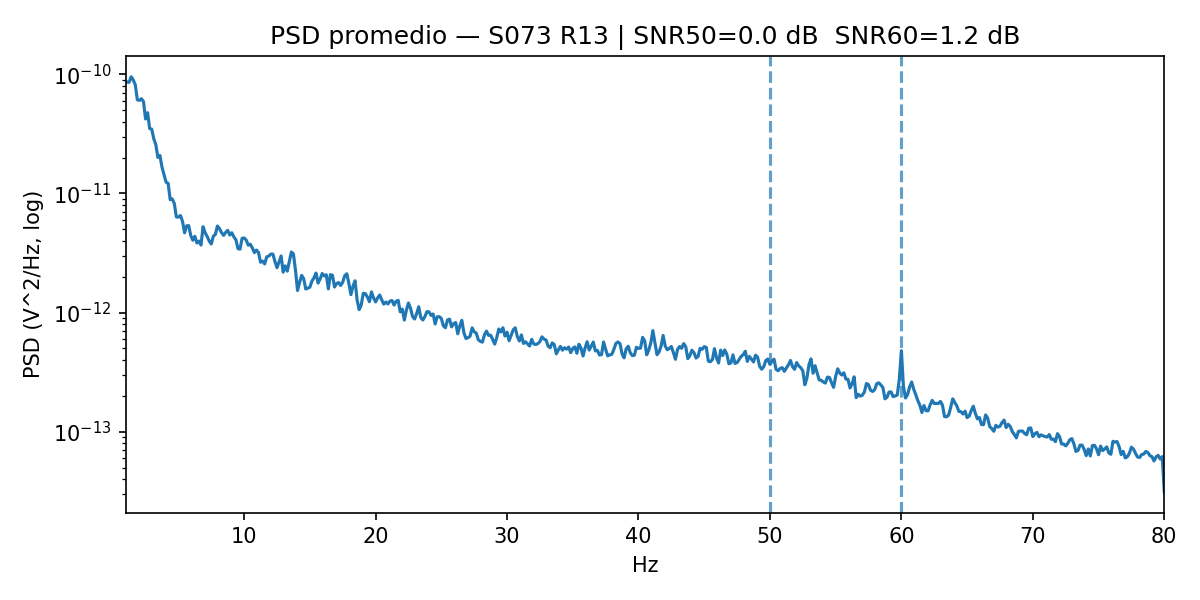 PSD promedio — S073 R13 | SNR50=0.0 dB  SNR60=1.2 dB
PSD (V^2/Hz, log)
10⁻¹⁰
10⁻¹¹
10⁻¹²
10⁻¹³
10 20 30 40 50 60 70 80
Hz